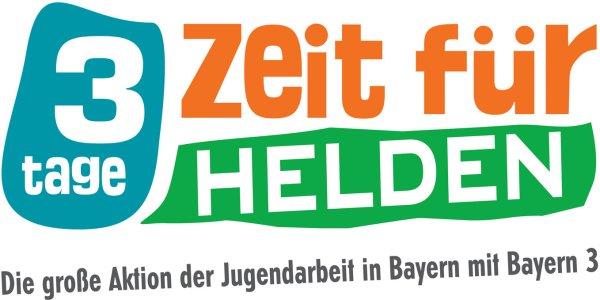 3
tage
Zeit für
HELDEN
Die große Aktion der Jugendarbeit in Bayern mit Bayern 3